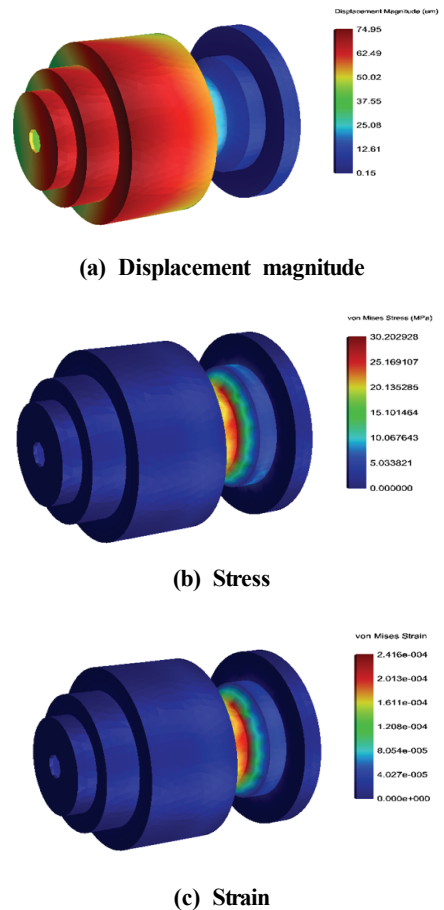 Displacement Magnitude (um)
74.95
62.49
50.02
37.55
25.08
12.61
0.15
(a) Displacement magnitude
von Mises Stress (MPa)
30.202928
25.169107
20.135285
15.101464
10.067643
5.033821
0.000000
(b) Stress
von Mises Strain
2.416e-004
2.013e-004
1.611e-004
1.208e-004
8.054e-005
4.027e-005
0.000e+000
(c) Strain